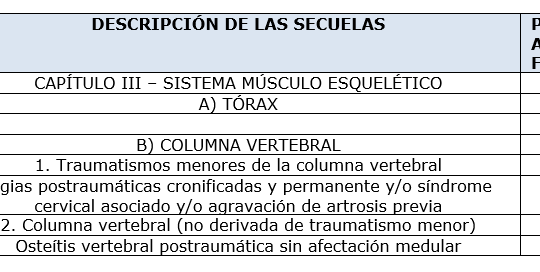 DESCRIPCIÓN DE LAS SECUELAS
P
A
F
CAPÍTULO III – SISTEMA MÚSCULO ESQUELÉTICO
A) TÓRAX
B) COLUMNA VERTEBRAL
1. Traumatismos menores de la columna vertebral
gias postraumáticas cronificadas y permanente y/o síndrome
cervical asociado y/o agravación de artrosis previa
2. Columna vertebral (no derivada de traumatismo menor)
Osteítis vertebral postraumática sin afectación medular